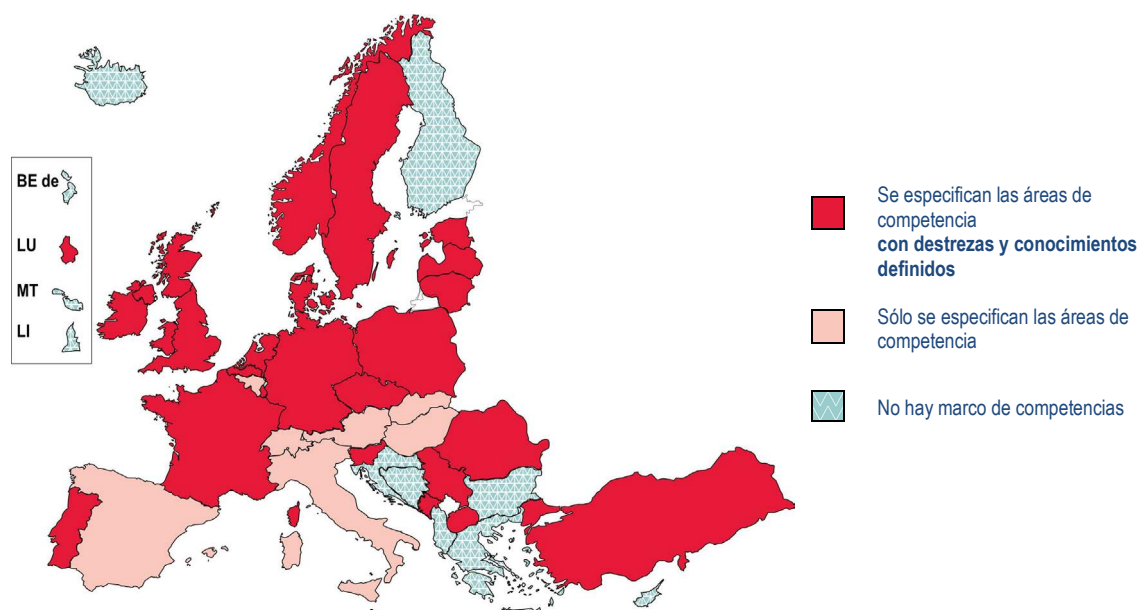 BE de
LU
MT
LI
Se especifican las áreas de
competencia
con destrezas y conocimientos
definidos
Sólo se especifican las áreas de
competencia
No hay marco de competencias